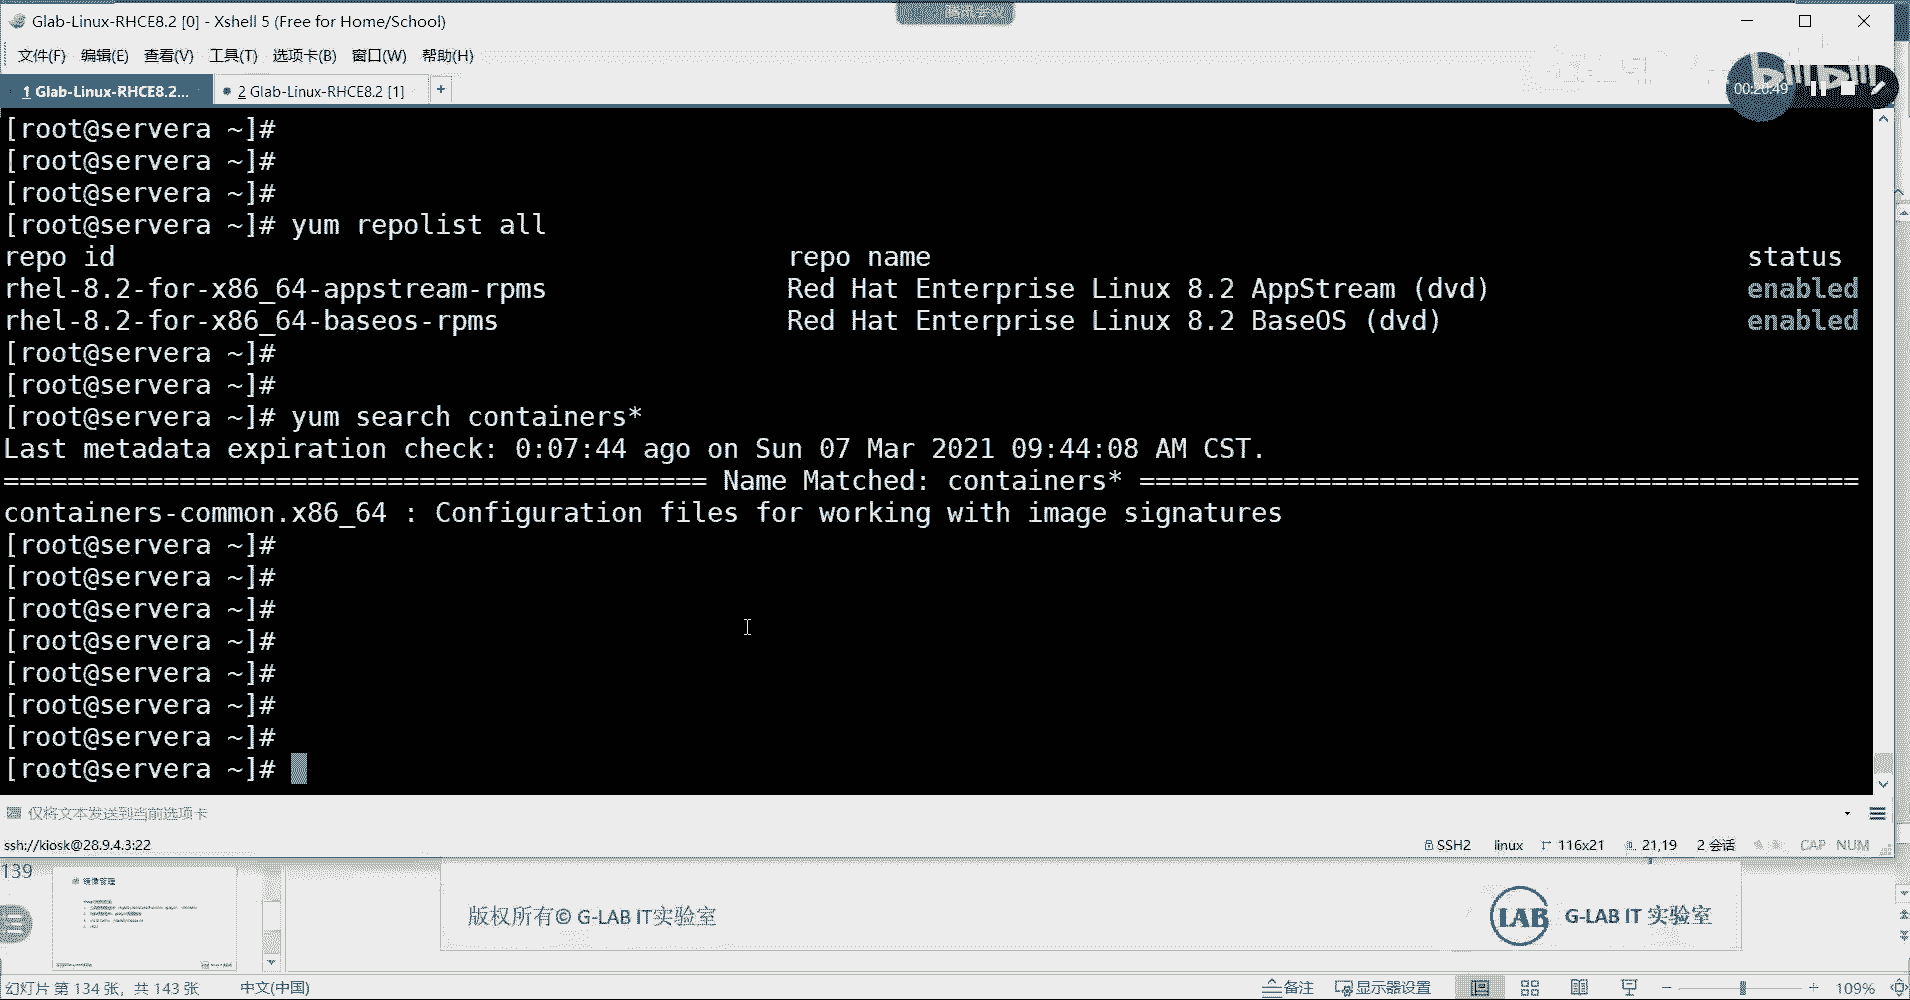 Glab-Linux-RHCE8.2 [0] - Xshell 5 (Free for Home/School)
文件(F) 编辑(E) 查看(V) 工具(T) 选项卡(B) 窗口(W) 帮助(H)
1 Glab-Linux-RHCE8.2... 2 Glab-Linux-RHCE8.2 [1] +
00:20:49
[root@servera ~]#
[root@servera ~]#
[root@servera ~]#
[root@servera ~]# yum repolist all
repo id repo name status
rhel-8.2-for-x86_64-appstream-rpms Red Hat Enterprise Linux 8.2 AppStream (dvd) enabled
rhel-8.2-for-x86_64-baseos-rpms Red Hat Enterprise Linux 8.2 BaseOS (dvd) enabled
[root@servera ~]#
[root@servera ~]#
[root@servera ~]# yum search containers*
Last metadata expiration check: 0:07:44 ago on Sun 07 Mar 2021 09:44:08 AM CST.
============================================ Name Matched: containers* =============================================
containers-common.x86_64 : Configuration files for working with image signatures
[root@servera ~]#
[root@servera ~]#
[root@servera ~]#
[root@servera ~]#
[root@servera ~]#
[root@servera ~]#
[root@servera ~]#
[root@servera ~]#
仅将文本发送到当前选项卡
ssh://kiosk@28.9.4.3:22 SSH2 linux 116x21 21,19 2 会话 CAP NUM
139
镜像管理
版权所有© G-LAB IT实验室
LAB G-LAB IT 实验室
幻灯片 第 134 张，共 143 张 中文(中国) 备注 显示器设置 109%